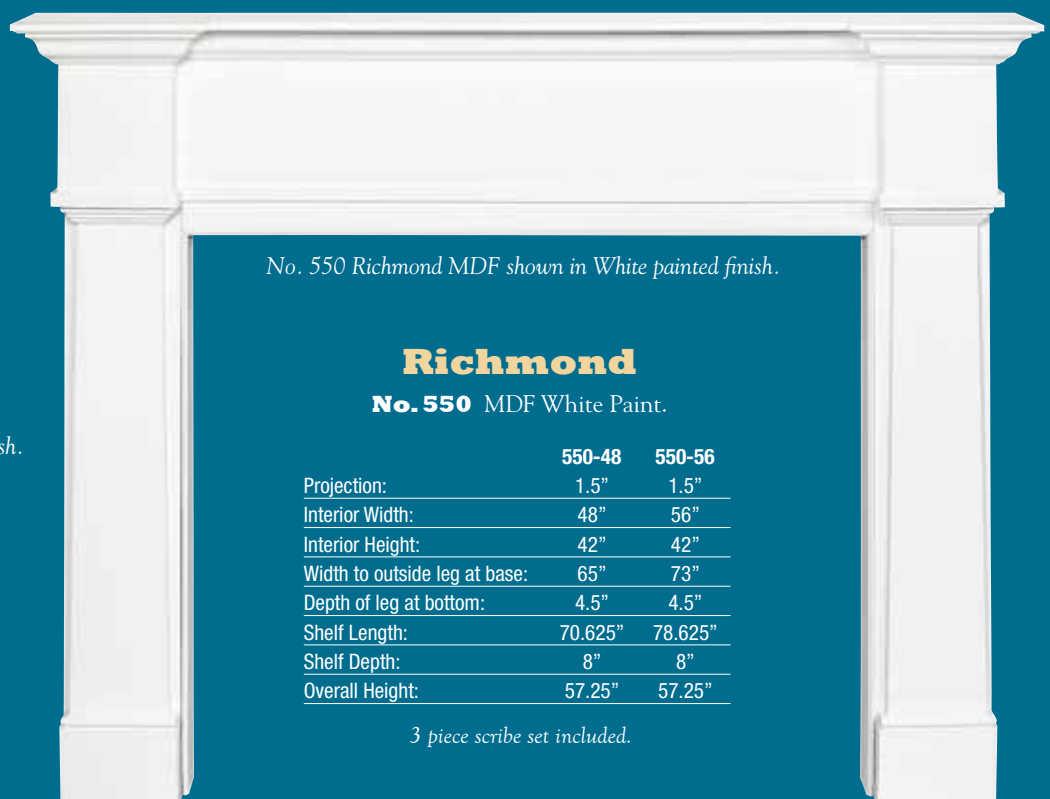 No. 550 Richmond MDF shown in White painted finish.
Richmond
No. 550 MDF White Paint.
sh.
550-48 550-56
Projection: 1.5” 1.5”
Interior Width: 48” 56”
Interior Height: 42” 42”
Width to outside leg at base: 65” 73”
Depth of leg at bottom: 4.5” 4.5”
Shelf Length: 70.625” 78.625”
Shelf Depth: 8” 8”
Overall Height: 57.25” 57.25”
3 piece scribe set included.